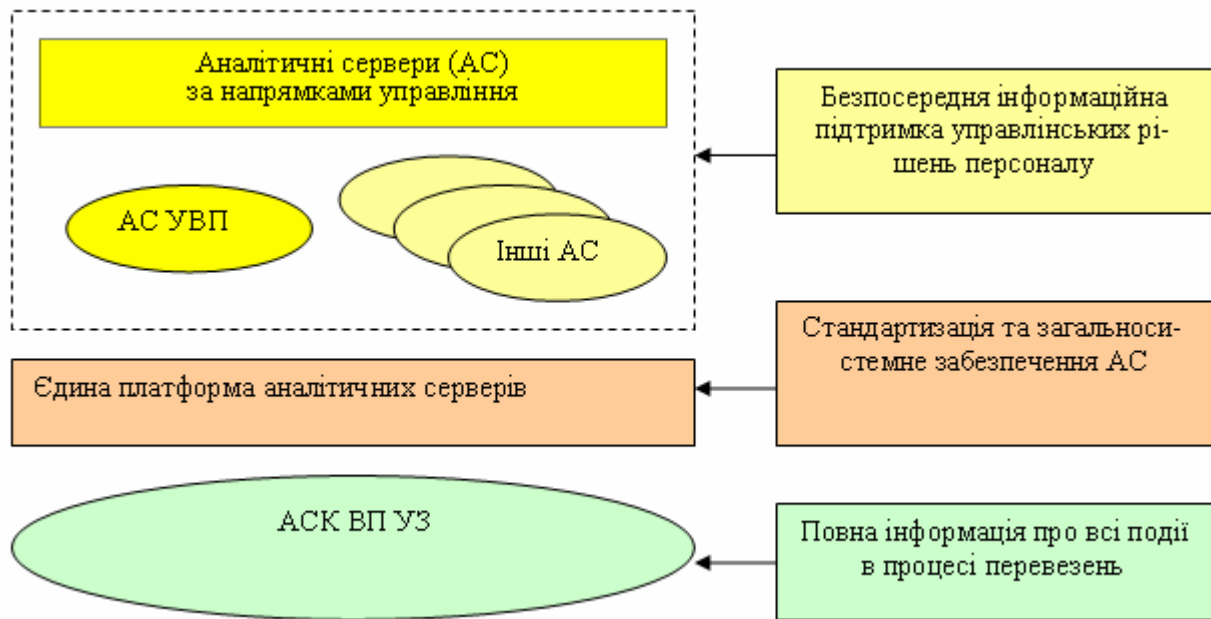 Аналітичні сервери (АС)
за напрямками управління
АС УВП
Інші АС
Безпосередня інформаційна
підтримка управлінських рі-
шень персоналу
Єдина платформа аналітичних серверів
Стандартизація та загальноси-
стемне забезпечення АС
АСК ВП УЗ
Повна інформація про всі події
в процесі перевезень